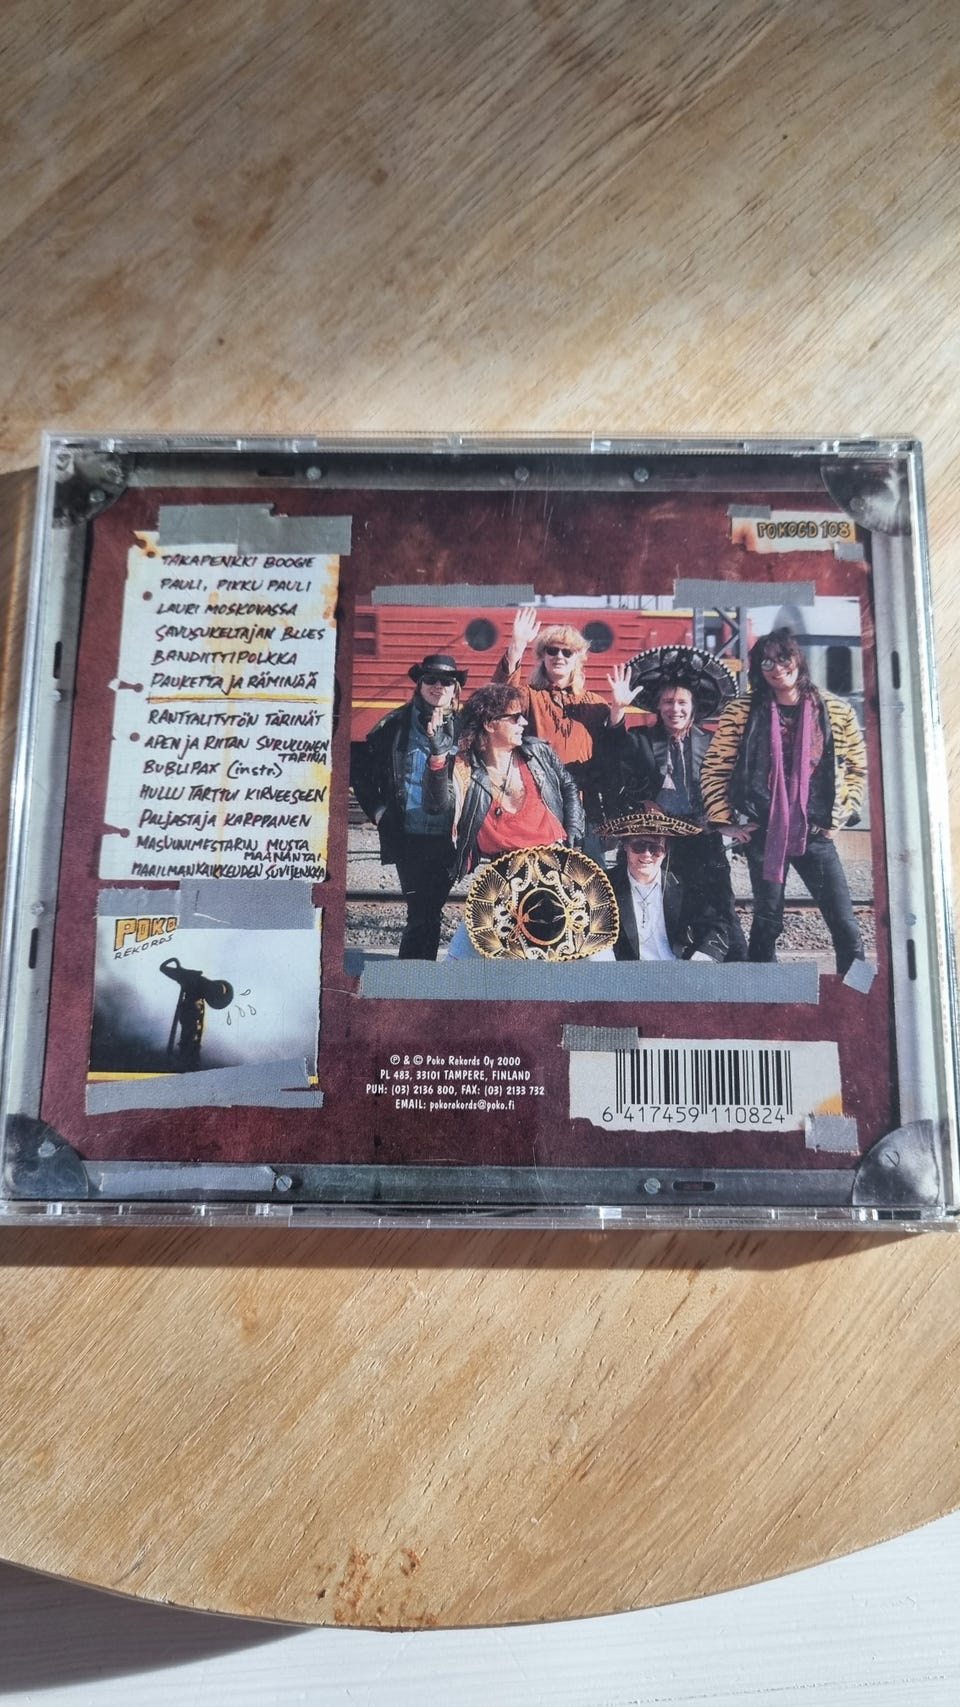 POKOCD 108
TAKAPENKKI BOOGIE
PAULI, PIKKU PAULI
LAURI MOSKOVASSA
SAVUSUKELTAJAN BLUES
BANDIITTIPOLKKA
PAUKETTA JA RÄMINÄÄ
RANTTALITYTÖN TÄRINÄT
APEN JA RIITAN SURULLINEN
TARINA
BUBLIPAX (instr.)
HULLU TARTTUI KIRVEESEEN
PALJASTAJA KARPPANEN
MASUUNIMESTARIN MUSTA
MAANANTAI
MAAILMANKAIKKEUDEN SUVIJENKKA
POKO
REKORDS
℗ & © Poko Rekords Oy 2000
PL 483, 33101 TAMPERE, FINLAND
PUH: (03) 2136 800, FAX: (03) 2133 732
EMAIL: pokorekords@poko.fi
6 417459 110824